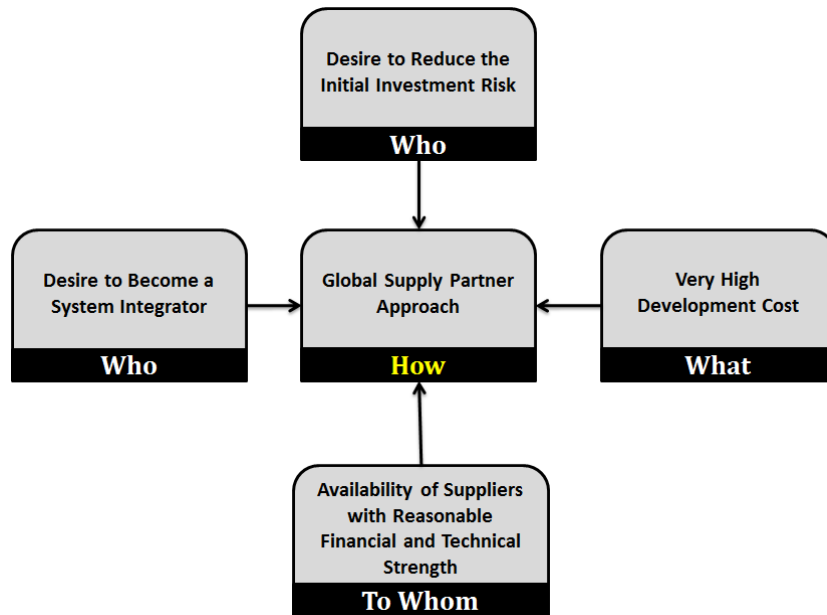 Desire to Reduce the
Initial Investment Risk
Who
Desire to Become a
System Integrator
Who
Global Supply Partner
Approach
How
Very High
Development Cost
What
Availability of Suppliers
with Reasonable
Financial and Technical
Strength
To Whom